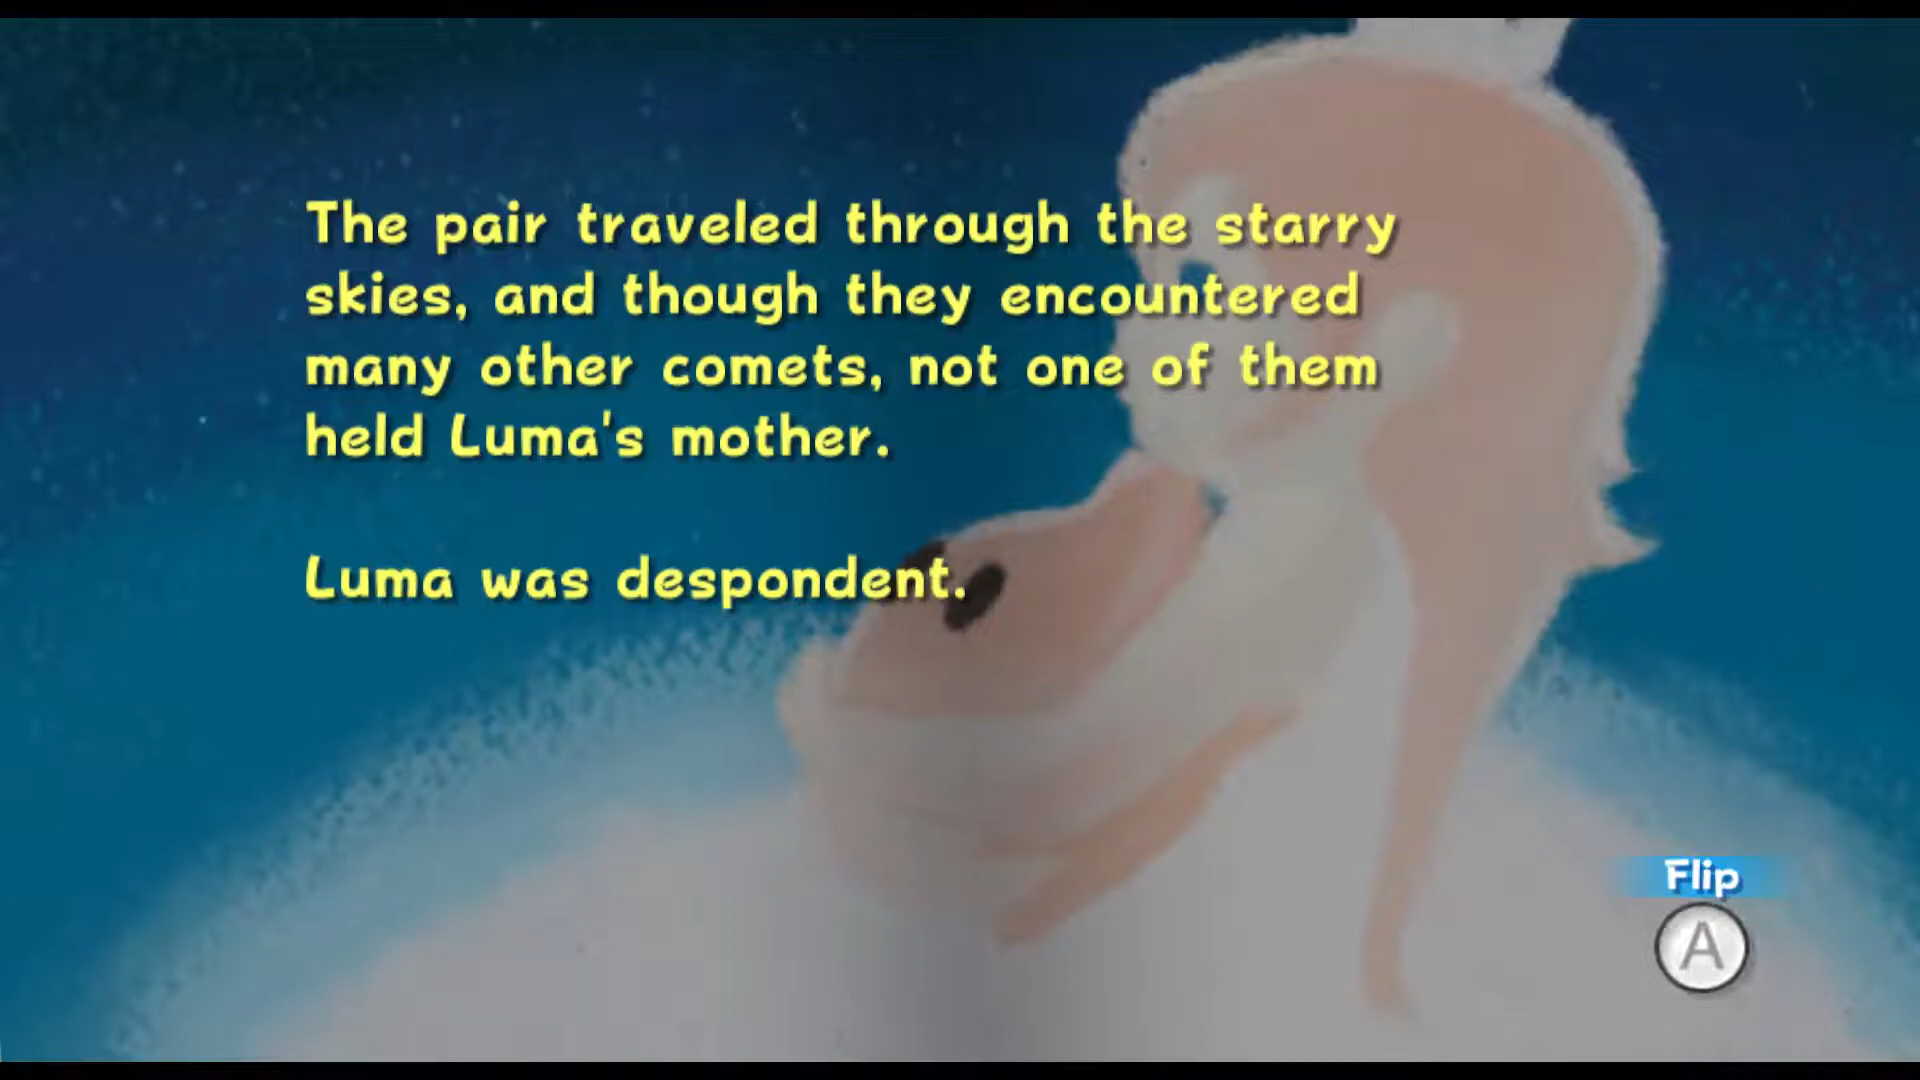 The pair traveled through the starry
skies, and though they encountered
many other comets, not one of them
held Luma's mother.
Luma was despondent.
Flip
A